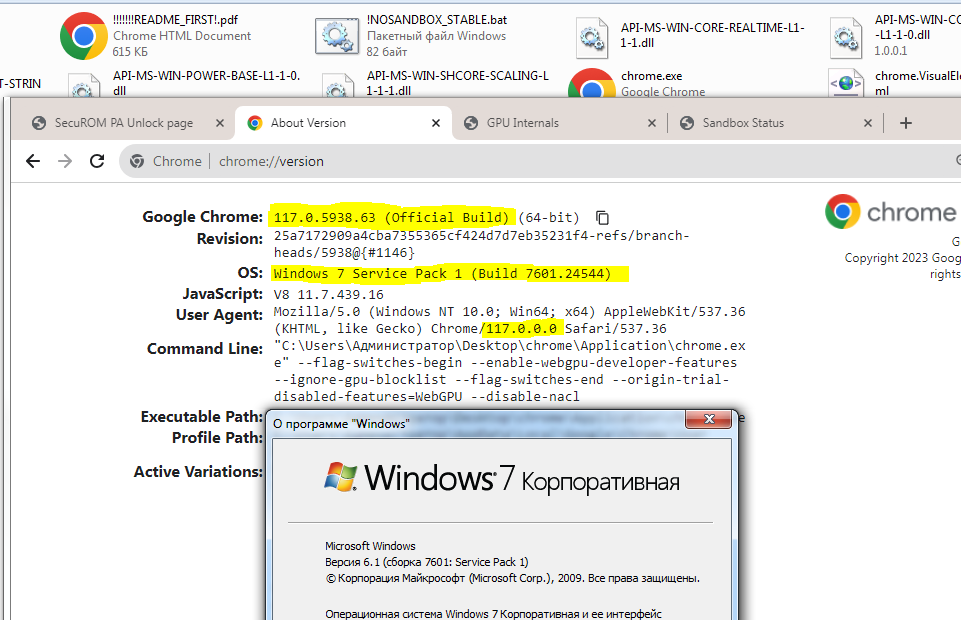 !!!!!!!README_FIRST!.pdf
Chrome HTML Document
615 КБ
!NOSANDBOX_STABLE.bat
Пакетный файл Windows
82 байт
API-MS-WIN-CORE-REALTIME-L1-
1-1.dll
API-MS-WIN-CO
-L1-1-0.dll
1.0.0.1
T-STRIN
API-MS-WIN-POWER-BASE-L1-1-0.
dll
API-MS-WIN-SHCORE-SCALING-L
1-1-1.dll
chrome.exe
Google Chrome
chrome.VisualEle
ml
SecuROM PA Unlock page
About Version
GPU Internals
Sandbox Status
Chrome | chrome://version
Google Chrome: 117.0.5938.63 (Official Build) (64-bit)
Revision: 25a7172909a4cba7355365cf424d7d7eb35231f4-refs/branch-
heads/5938@{#1146}
OS: Windows 7 Service Pack 1 (Build 7601.24544)
JavaScript: V8 11.7.439.16
User Agent: Mozilla/5.0 (Windows NT 10.0; Win64; x64) AppleWebKit/537.36
(KHTML, like Gecko) Chrome/117.0.0.0 Safari/537.36
Command Line: "C:\Users\Администратор\Desktop\chrome\Application\chrome.ex
e" --flag-switches-begin --enable-webgpu-developer-features
--ignore-gpu-blocklist --flag-switches-end --origin-trial-
disabled-features=WebGPU --disable-nacl
Executable Path:
Profile Path:
Active Variations:
chrome
G
Copyright 2023 Goog
rights
О программе "Windows"
Windows 7 Корпоративная
Microsoft Windows
Версия 6.1 (сборка 7601: Service Pack 1)
© Корпорация Майкрософт (Microsoft Corp.), 2009. Все права защищены.
Операционная система Windows 7 Корпоративная и ее интерфейс